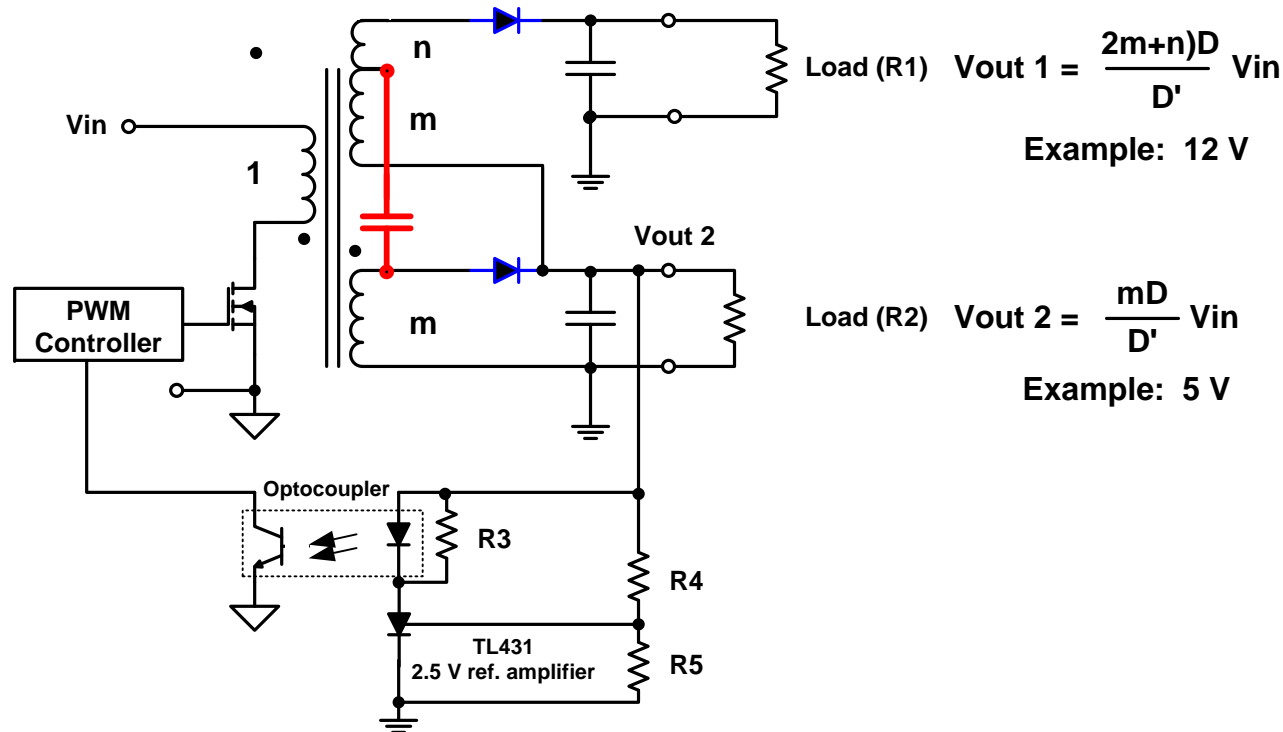 n
Load (R1)
Vout 1 = 2m+n)D
D'
Vin
m
Vin
Example: 12 V
1
Vout 2
PWM
Controller
m
Load (R2)
Vout 2 = mD
D'
Vin
Example: 5 V
Optocoupler
R3
R4
TL431
2.5 V ref. amplifier
R5